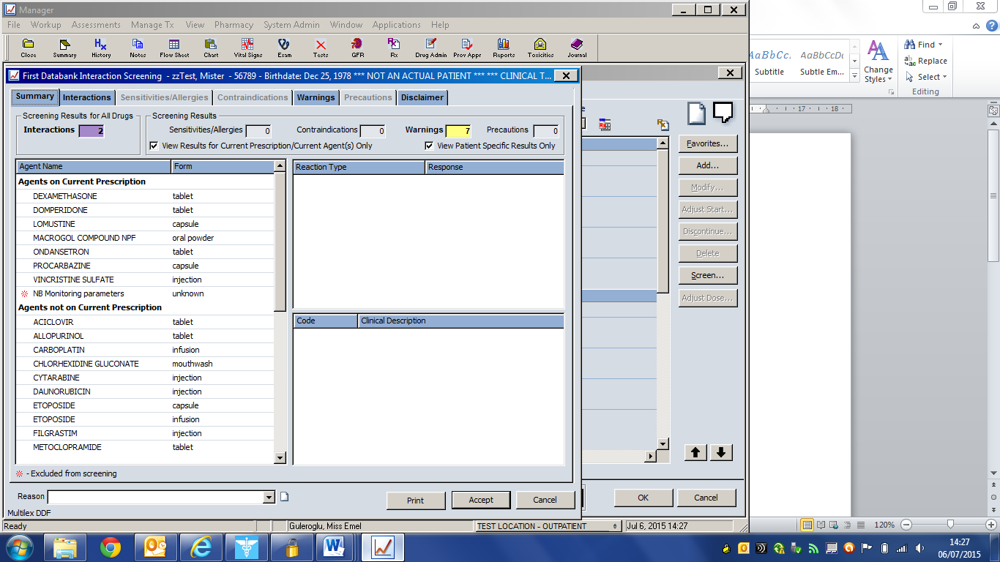 Manager
File Workup Assessments Manage Tx View Pharmacy System Admin Window Applications Help
Close Summary History Notes Flow Sheet Chart Vital Signs Exam Tests GFR Rx Drug Admin Prov Appr Reports Toxicities Journal
First Databank Interaction Screening - zzTest, Mister - 56789 - Birthdate: Dec 25, 1978 *** NOT AN ACTUAL PATIENT *** *** CLINICAL T...
Summary Interactions Sensitivities/Allergies Contraindications Warnings Precautions Disclaimer
Screening Results for All Drugs
Interactions 2
Screening Results
Sensitivities/Allergies 0 Contraindications 0 Warnings 7 Precautions 0
View Results for Current Prescription/Current Agent(s) Only View Patient Specific Results Only
Agent Name Form
Agents on Current Prescription
DEXAMETHASONE tablet
DOMPERIDONE tablet
LOMUSTINE capsule
MACROGOL COMPOUND NPF oral powder
ONDANSETRON tablet
PROCARBAZINE capsule
VINCRISTINE SULFATE injection
NB Monitoring parameters unknown
Agents not on Current Prescription
ACICLOVIR tablet
ALLOPURINOL tablet
CARBOPLATIN infusion
CHLORHEXIDINE GLUCONATE mouthwash
CYTARABINE injection
DAUNORUBICIN injection
ETOPOSIDE capsule
ETOPOSIDE infusion
FILGRASTIM injection
METOCLOPRAMIDE tablet
- Excluded from screening
Reaction Type Response
Code Clinical Description
Reason
Print Accept Cancel
Multilex DDF
e
Favorites...
Add...
Modify...
Adjust Start...
Discontinue...
Delete
Screen...
Adjust Dose...
OK Cancel
Ready Guleroglu, Miss Emel TEST LOCATION - OUTPATIENT Jul 6, 2015 14:27
AaBbCc. AaBbCcDc
Subtitle Subtle Em...
Change
Styles
Find
Replace
Select
Editing
17 18
120%
14:27
06/07/2015